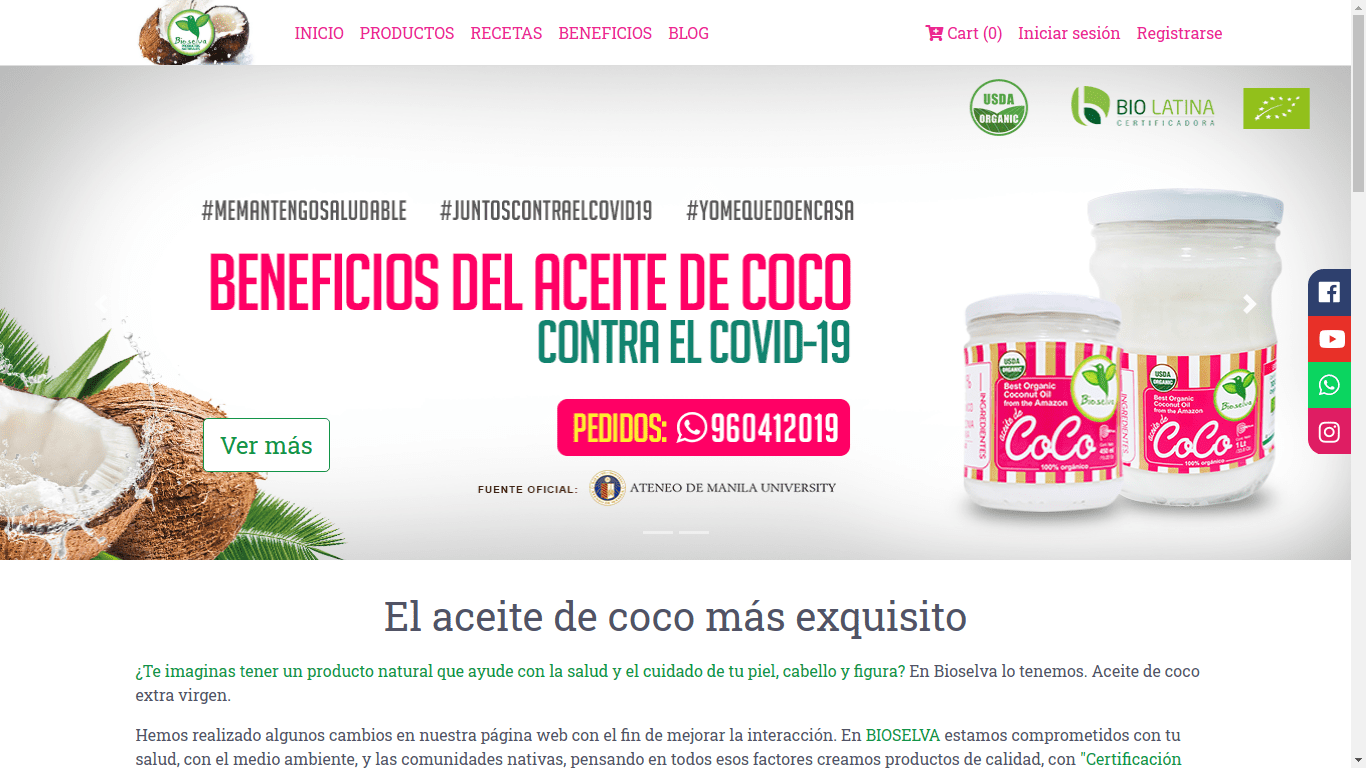 Bioselva
INICIO PRODUCTOS RECETAS BENEFICIOS BLOG Cart (0) Iniciar sesión Registrarse
USDA ORGANIC
BIO LATINA
CERTIFICADORA
#MEMANTENGOSALUDABLE #JUNTOSCONTRAELCOVID19 #YOMEQUEDOENCASA
BENEFICIOS DEL ACEITE DE COCO
CONTRA EL COVID-19
PEDIDOS: 960412019
Ver más
FUENTE OFICIAL: ATENEO DE MANILA UNIVERSITY
USDA
ORGANIC
Best Organic
Coconut Oil
from the Amazon
Bioselva
INGREDIENTES
aceite de
CoCo
450 ml
100% orgánico
USDA
ORGANIC
Best Organic
Coconut Oil
from the Amazon
Bioselva
INGREDIENTES
aceite de
CoCo
1 Lt
100% orgánico
El aceite de coco más exquisito
¿Te imaginas tener un producto natural que ayude con la salud y el cuidado de tu piel, cabello y figura? En Bioselva lo tenemos. Aceite de coco
extra virgen.
Hemos realizado algunos cambios en nuestra página web con el fin de mejorar la interacción. En BIOSELVA estamos comprometidos con tu
salud, con el medio ambiente, y las comunidades nativas, pensando en todos esos factores creamos productos de calidad, con "Certificación